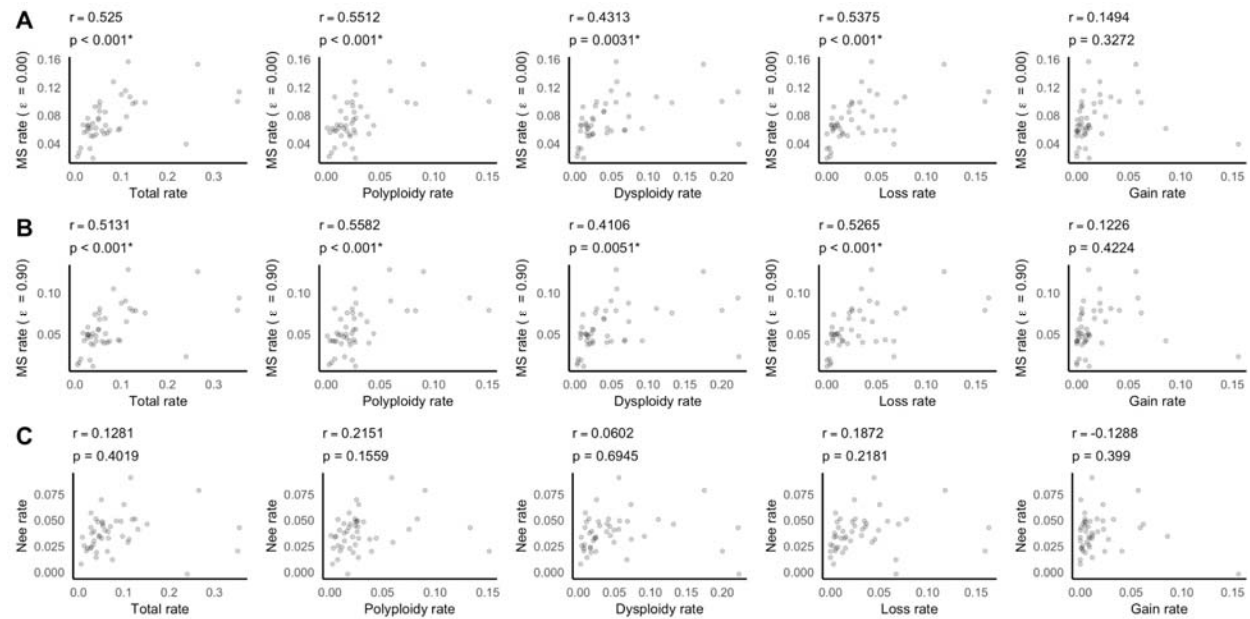 A
r = 0.525
p < 0.001*
r = 0.5512
p < 0.001*
r = 0.4313
p = 0.0031*
r = 0.5375
p < 0.001*
r = 0.1494
p = 0.3272
MS rate ( ε = 0.00)
0.16
0.12
0.08
0.04
0.0 0.1 0.2 0.3
Total rate
MS rate ( ε = 0.00)
0.16
0.12
0.08
0.04
0.00 0.05 0.10 0.15
Polyploidy rate
MS rate ( ε = 0.00)
0.16
0.12
0.08
0.04
0.00 0.05 0.10 0.15 0.20
Dysploidy rate
MS rate ( ε = 0.00)
0.16
0.12
0.08
0.04
0.00 0.05 0.10 0.15
Loss rate
MS rate ( ε = 0.00)
0.16
0.12
0.08
0.04
0.00 0.05 0.10 0.15
Gain rate
B
r = 0.5131
p < 0.001*
r = 0.5582
p < 0.001*
r = 0.4106
p = 0.0051*
r = 0.5265
p < 0.001*
r = 0.1226
p = 0.4224
MS rate ( ε = 0.90)
0.10
0.05
0.0 0.1 0.2 0.3
Total rate
MS rate ( ε = 0.90)
0.10
0.05
0.00 0.05 0.10 0.15
Polyploidy rate
MS rate ( ε = 0.90)
0.10
0.05
0.00 0.05 0.10 0.15 0.20
Dysploidy rate
MS rate ( ε = 0.90)
0.10
0.05
0.00 0.05 0.10 0.15
Loss rate
MS rate ( ε = 0.90)
0.10
0.05
0.00 0.05 0.10 0.15
Gain rate
C
r = 0.1281
p = 0.4019
r = 0.2151
p = 0.1559
r = 0.0602
p = 0.6945
r = 0.1872
p = 0.2181
r = -0.1288
p = 0.399
Nee rate
0.075
0.050
0.025
0.000
0.0 0.1 0.2 0.3
Total rate
Nee rate
0.075
0.050
0.025
0.000
0.00 0.05 0.10 0.15
Polyploidy rate
Nee rate
0.075
0.050
0.025
0.000
0.00 0.05 0.10 0.15 0.20
Dysploidy rate
Nee rate
0.075
0.050
0.025
0.000
0.00 0.05 0.10 0.15
Loss rate
Nee rate
0.075
0.050
0.025
0.000
0.00 0.05 0.10 0.15
Gain rate